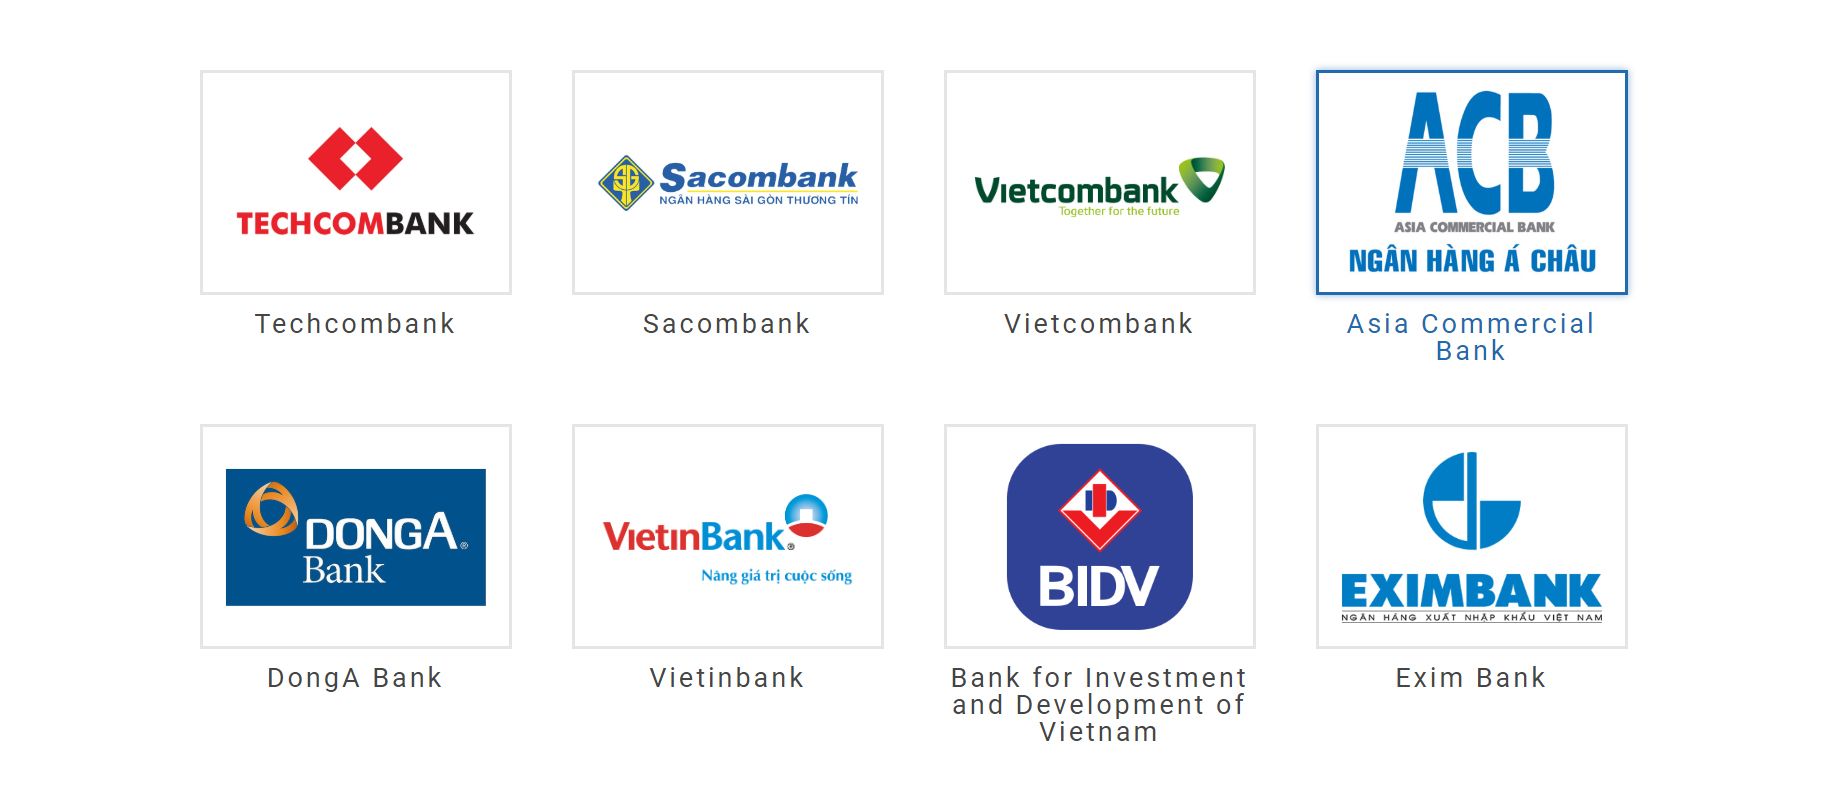 TECHCOMBANK
Techcombank
Sacombank
NGÂN HÀNG SÀI GÒN THƯƠNG TÍN
Sacombank
Vietcombank
Together for the future
Vietcombank
ACB
ASIA COMMERCIAL BANK
NGÂN HÀNG Á CHÂU
Asia Commercial
Bank
DONGA®
Bank
DongA Bank
VietinBank®
Nâng giá trị cuộc sống
Vietinbank
BIDV
Bank for Investment
and Development of
Vietnam
EXIMBANK
NGÂN HÀNG XUẤT NHẬP KHẨU VIỆT NAM
Exim Bank